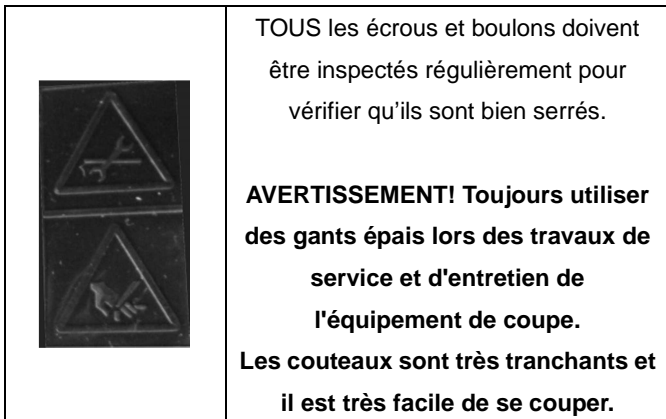 TOUS les écrous et boulons doivent
être inspectés régulièrement pour
vérifier qu’ils sont bien serrés.
AVERTISSEMENT! Toujours utiliser
des gants épais lors des travaux de
service et d'entretien de
l'équipement de coupe.
Les couteaux sont très tranchants et
il est très facile de se couper.